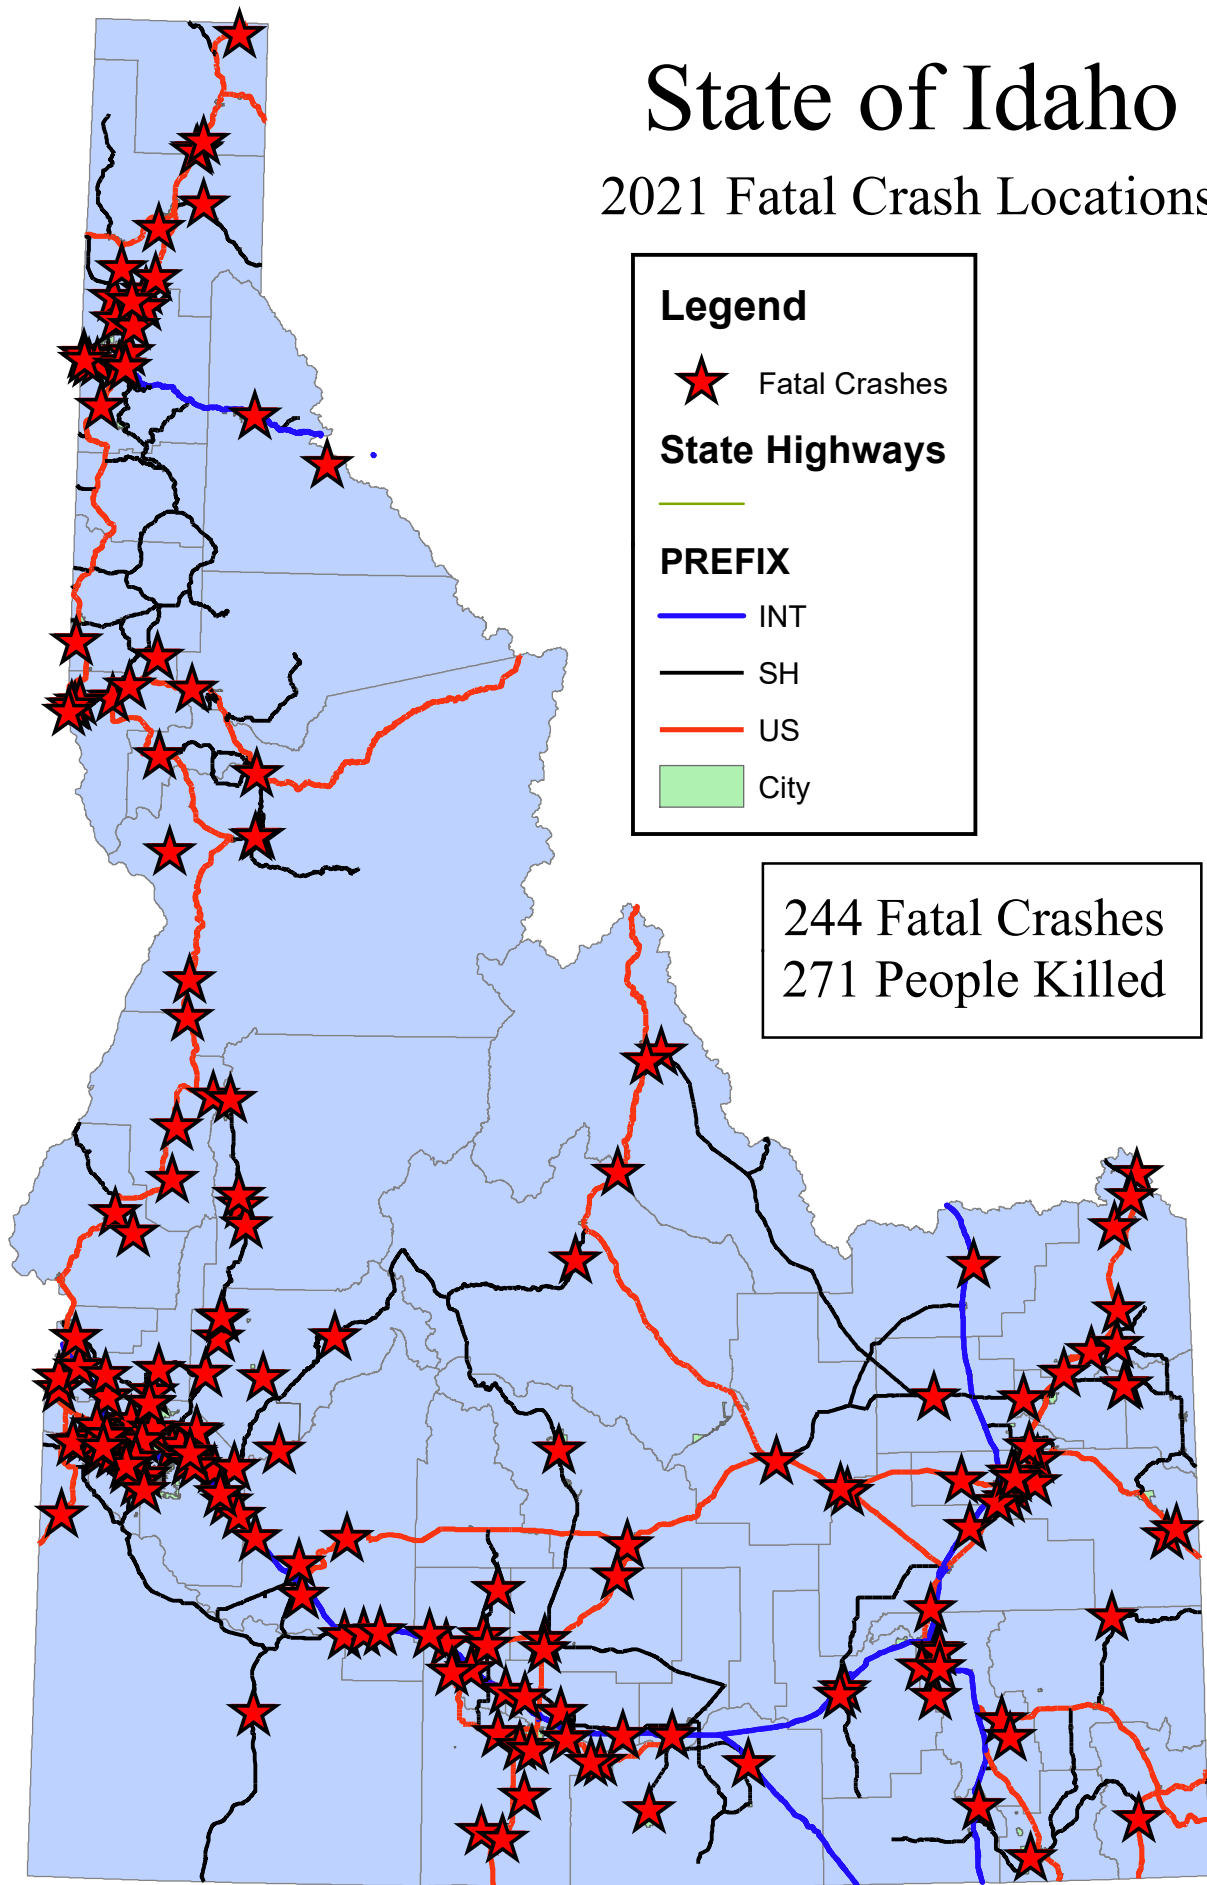 State of Idaho
2021 Fatal Crash Locations
Legend
Fatal Crashes
State Highways
PREFIX
INT
SH
US
City
244 Fatal Crashes
271 People Killed